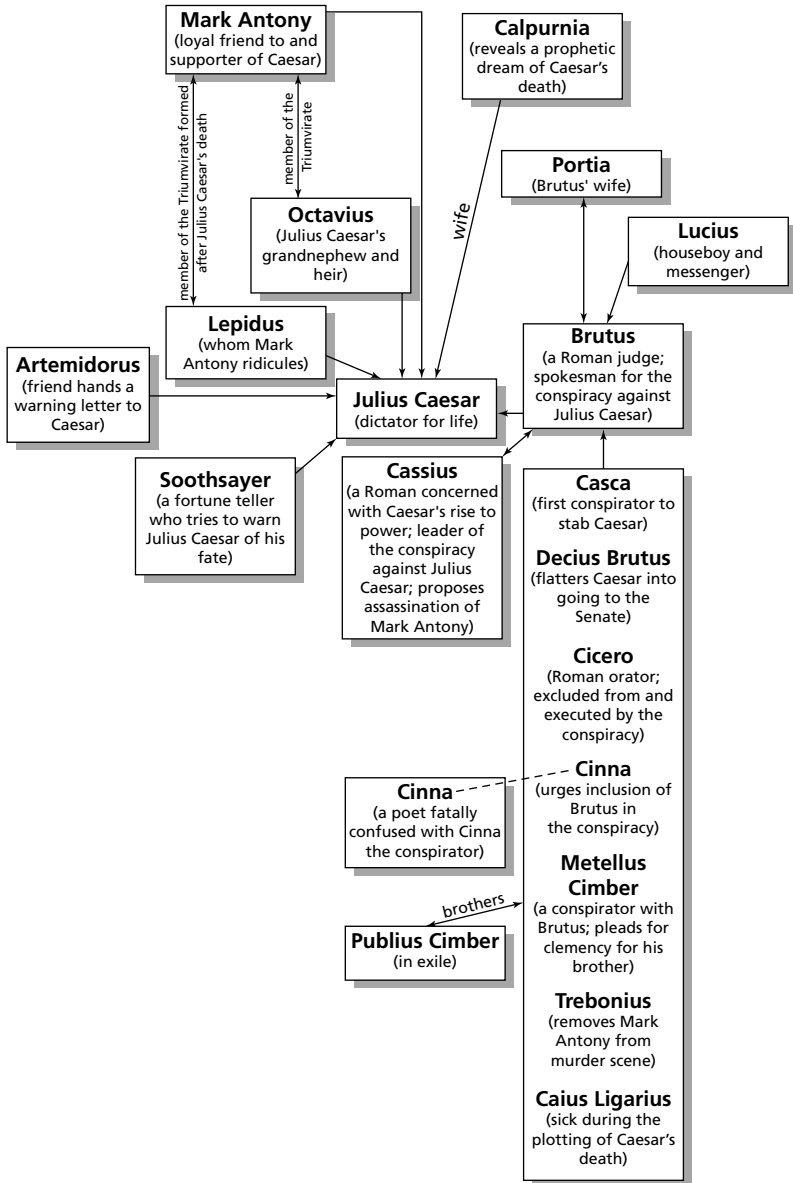 Mark Antony
(loyal friend to and
supporter of Caesar)
Calpurnia
(reveals a prophetic
dream of Caesar's
death)
member of the Triumvirate formed
after Julius Caesar's death
member of the
Triumvirate
wife
Portia
(Brutus' wife)
Octavius
(Julius Caesar's
grandnephew and
heir)
Lucius
(houseboy and
messenger)
Lepidus
(whom Mark
Antony ridicules)
Brutus
(a Roman judge;
spokesman for the
conspiracy against
Julius Caesar)
Artemidorus
(friend hands a
warning letter to
Caesar)
Julius Caesar
(dictator for life)
Soothsayer
(a fortune teller
who tries to warn
Julius Caesar of his
fate)
Cassius
(a Roman concerned
with Caesar's rise to
power; leader of
the conspiracy
against Julius
Caesar; proposes
assassination of
Mark Antony)
Casca
(first conspirator to
stab Caesar)
Decius Brutus
(flatters Caesar into
going to the
Senate)
Cicero
(Roman orator;
excluded from and
executed by the
conspiracy)
Cinna
(urges inclusion of
Brutus in
the conspiracy)
Cinna
(a poet fatally
confused with Cinna
the conspirator)
Metellus
Cimber
(a conspirator with
Brutus; pleads for
clemency for his
brother)
brothers
Publius Cimber
(in exile)
Trebonius
(removes Mark
Antony from
murder scene)
Caius Ligarius
(sick during the
plotting of Caesar's
death)